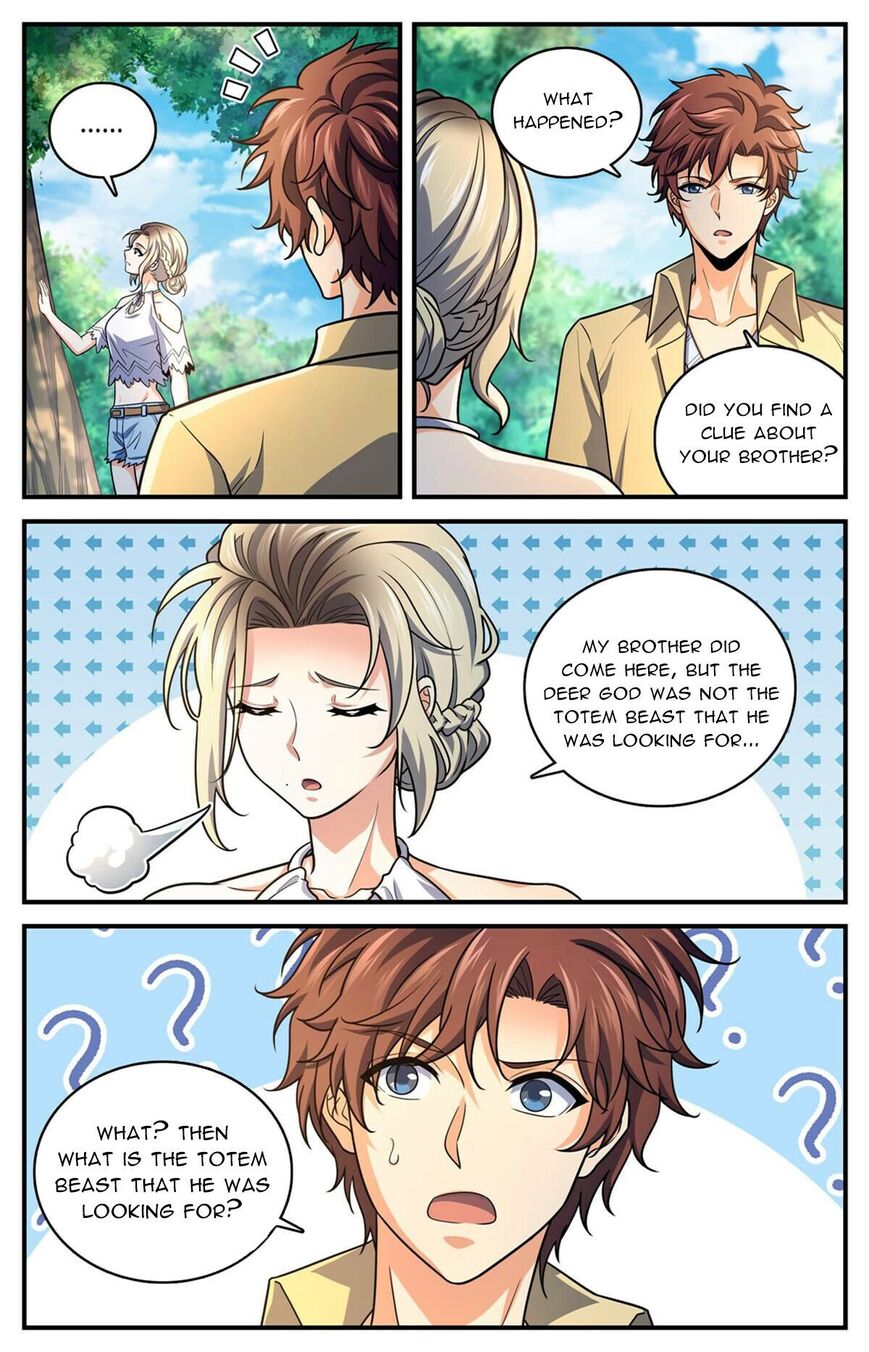 ......
WHAT
HAPPENED?
DID YOU FIND A
CLUE ABOUT
YOUR BROTHER?
MY BROTHER DID
COME HERE, BUT THE
DEER GOD WAS NOT THE
TOTEM BEAST THAT HE
WAS LOOKING FOR...
WHAT? THEN
WHAT IS THE TOTEM
BEAST THAT HE WAS
LOOKING FOR?